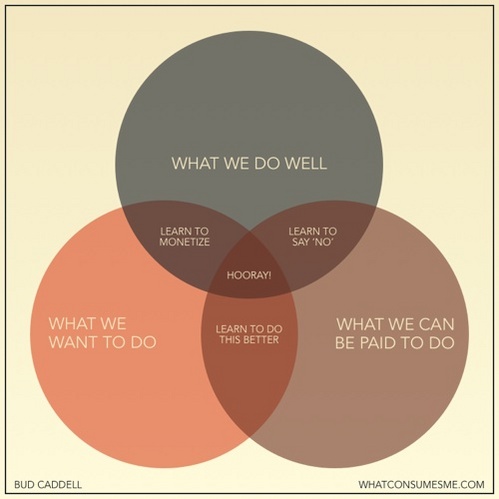 WHAT WE DO WELL
LEARN TO
MONETIZE
LEARN TO
SAY ‘NO’
HOORAY!
WHAT WE
WANT TO DO
LEARN TO DO
THIS BETTER
WHAT WE CAN
BE PAID TO DO
BUD CADDELL
WHATCONSUMESME.COM